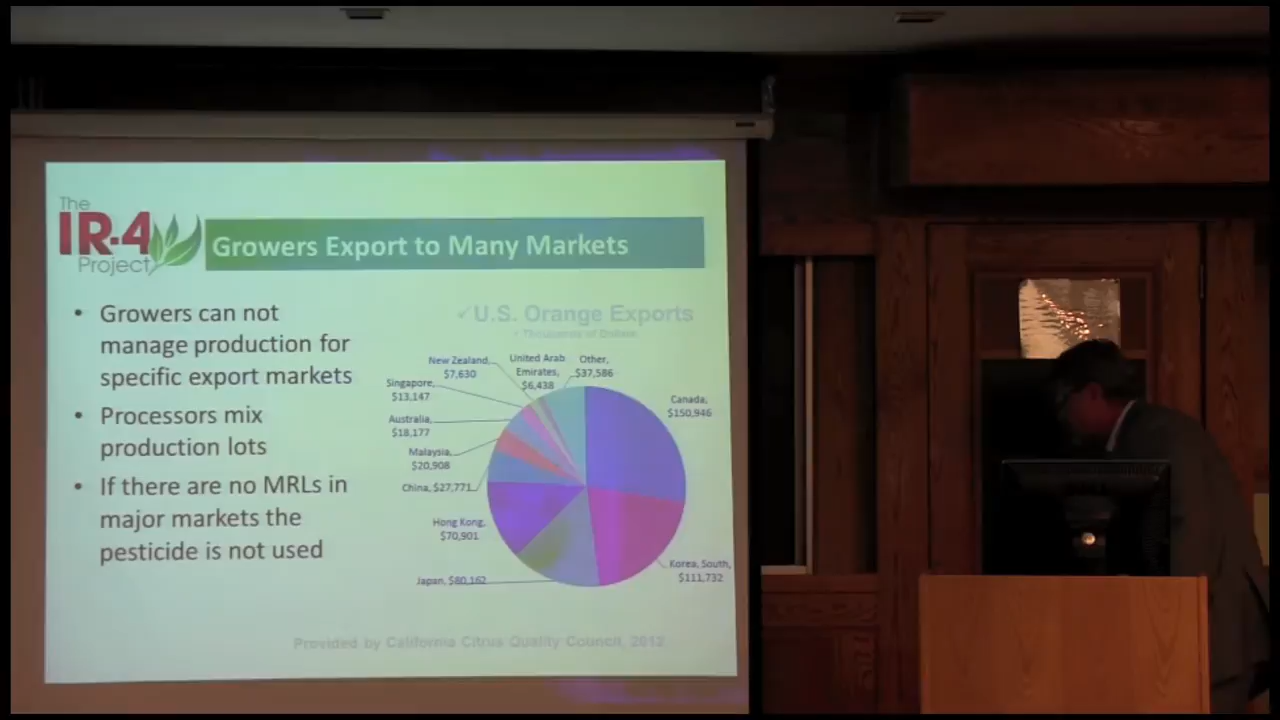 The
IR-4
Project
Growers Export to Many Markets
• Growers can not
manage production for
specific export markets
• Processors mix
production lots
• If there are no MRLs in
major markets the
pesticide is not used
✓U.S. Orange Exports
✓Thousands of Dollars
New Zealand,
$7,630
United Arab
Emirates,
$6,438
Other,
$37,586
Singapore,
$13,147
Canada,
$150,946
Australia,
$18,177
Malaysia,
$20,908
China, $27,771
Hong Kong,
$70,901
Korea, South,
$111,732
Japan, $80,162
Provided by California Citrus Quality Council, 2012